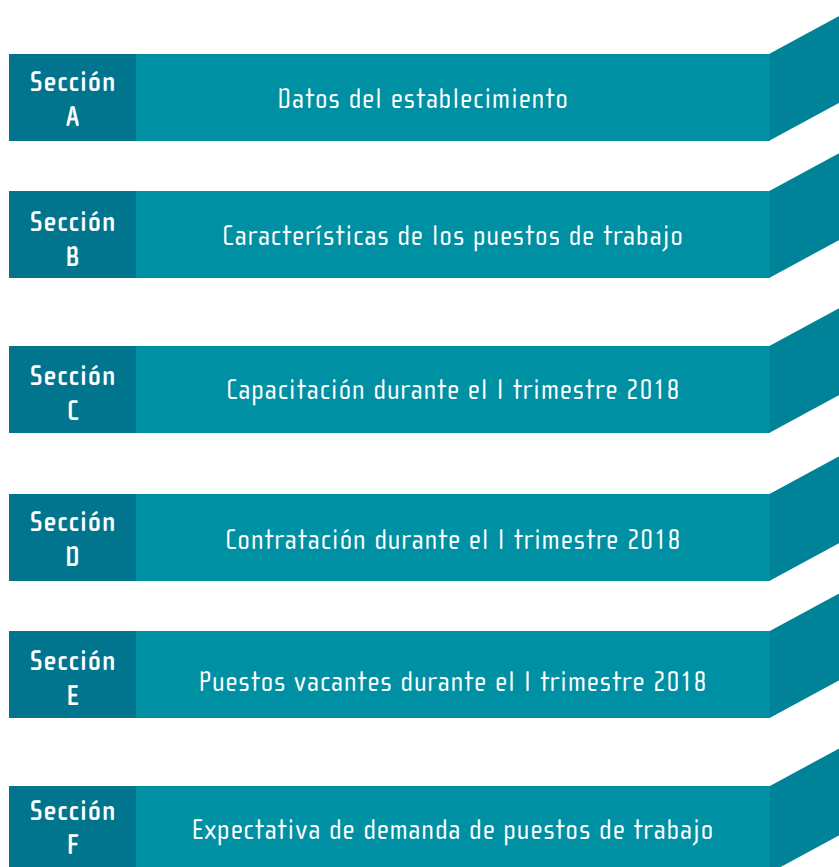 Sección
A
Datos del establecimiento
Sección
B
Características de los puestos de trabajo
Sección
C
Capacitación durante el I trimestre 2018
Sección
D
Contratación durante el I trimestre 2018
Sección
E
Puestos vacantes durante el I trimestre 2018
Sección
F
Expectativa de demanda de puestos de trabajo